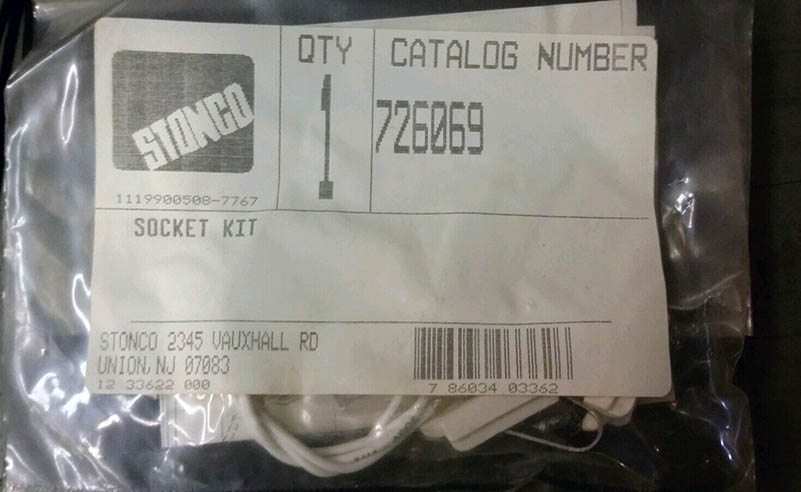 STONCO
QTY
1
CATALOG NUMBER
726069
1119900508-7767
SOCKET KIT
STONCO 2345 VAUXHALL RD
UNION, NJ 07083
12 33622 000
7 86034 03362